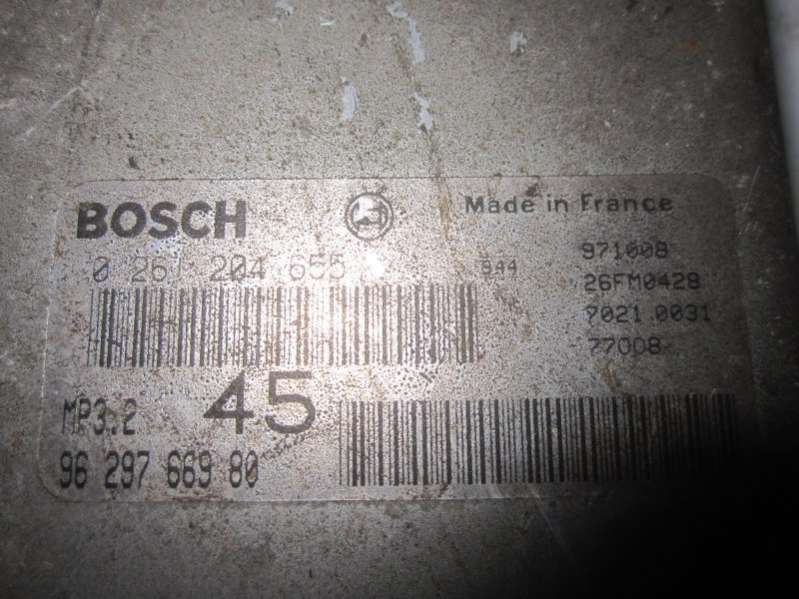 BOSCH Made in France
0 261 204 655 944 971008
26FM0428
7021 0031
77008
MP3.2 45
96 297 669 80